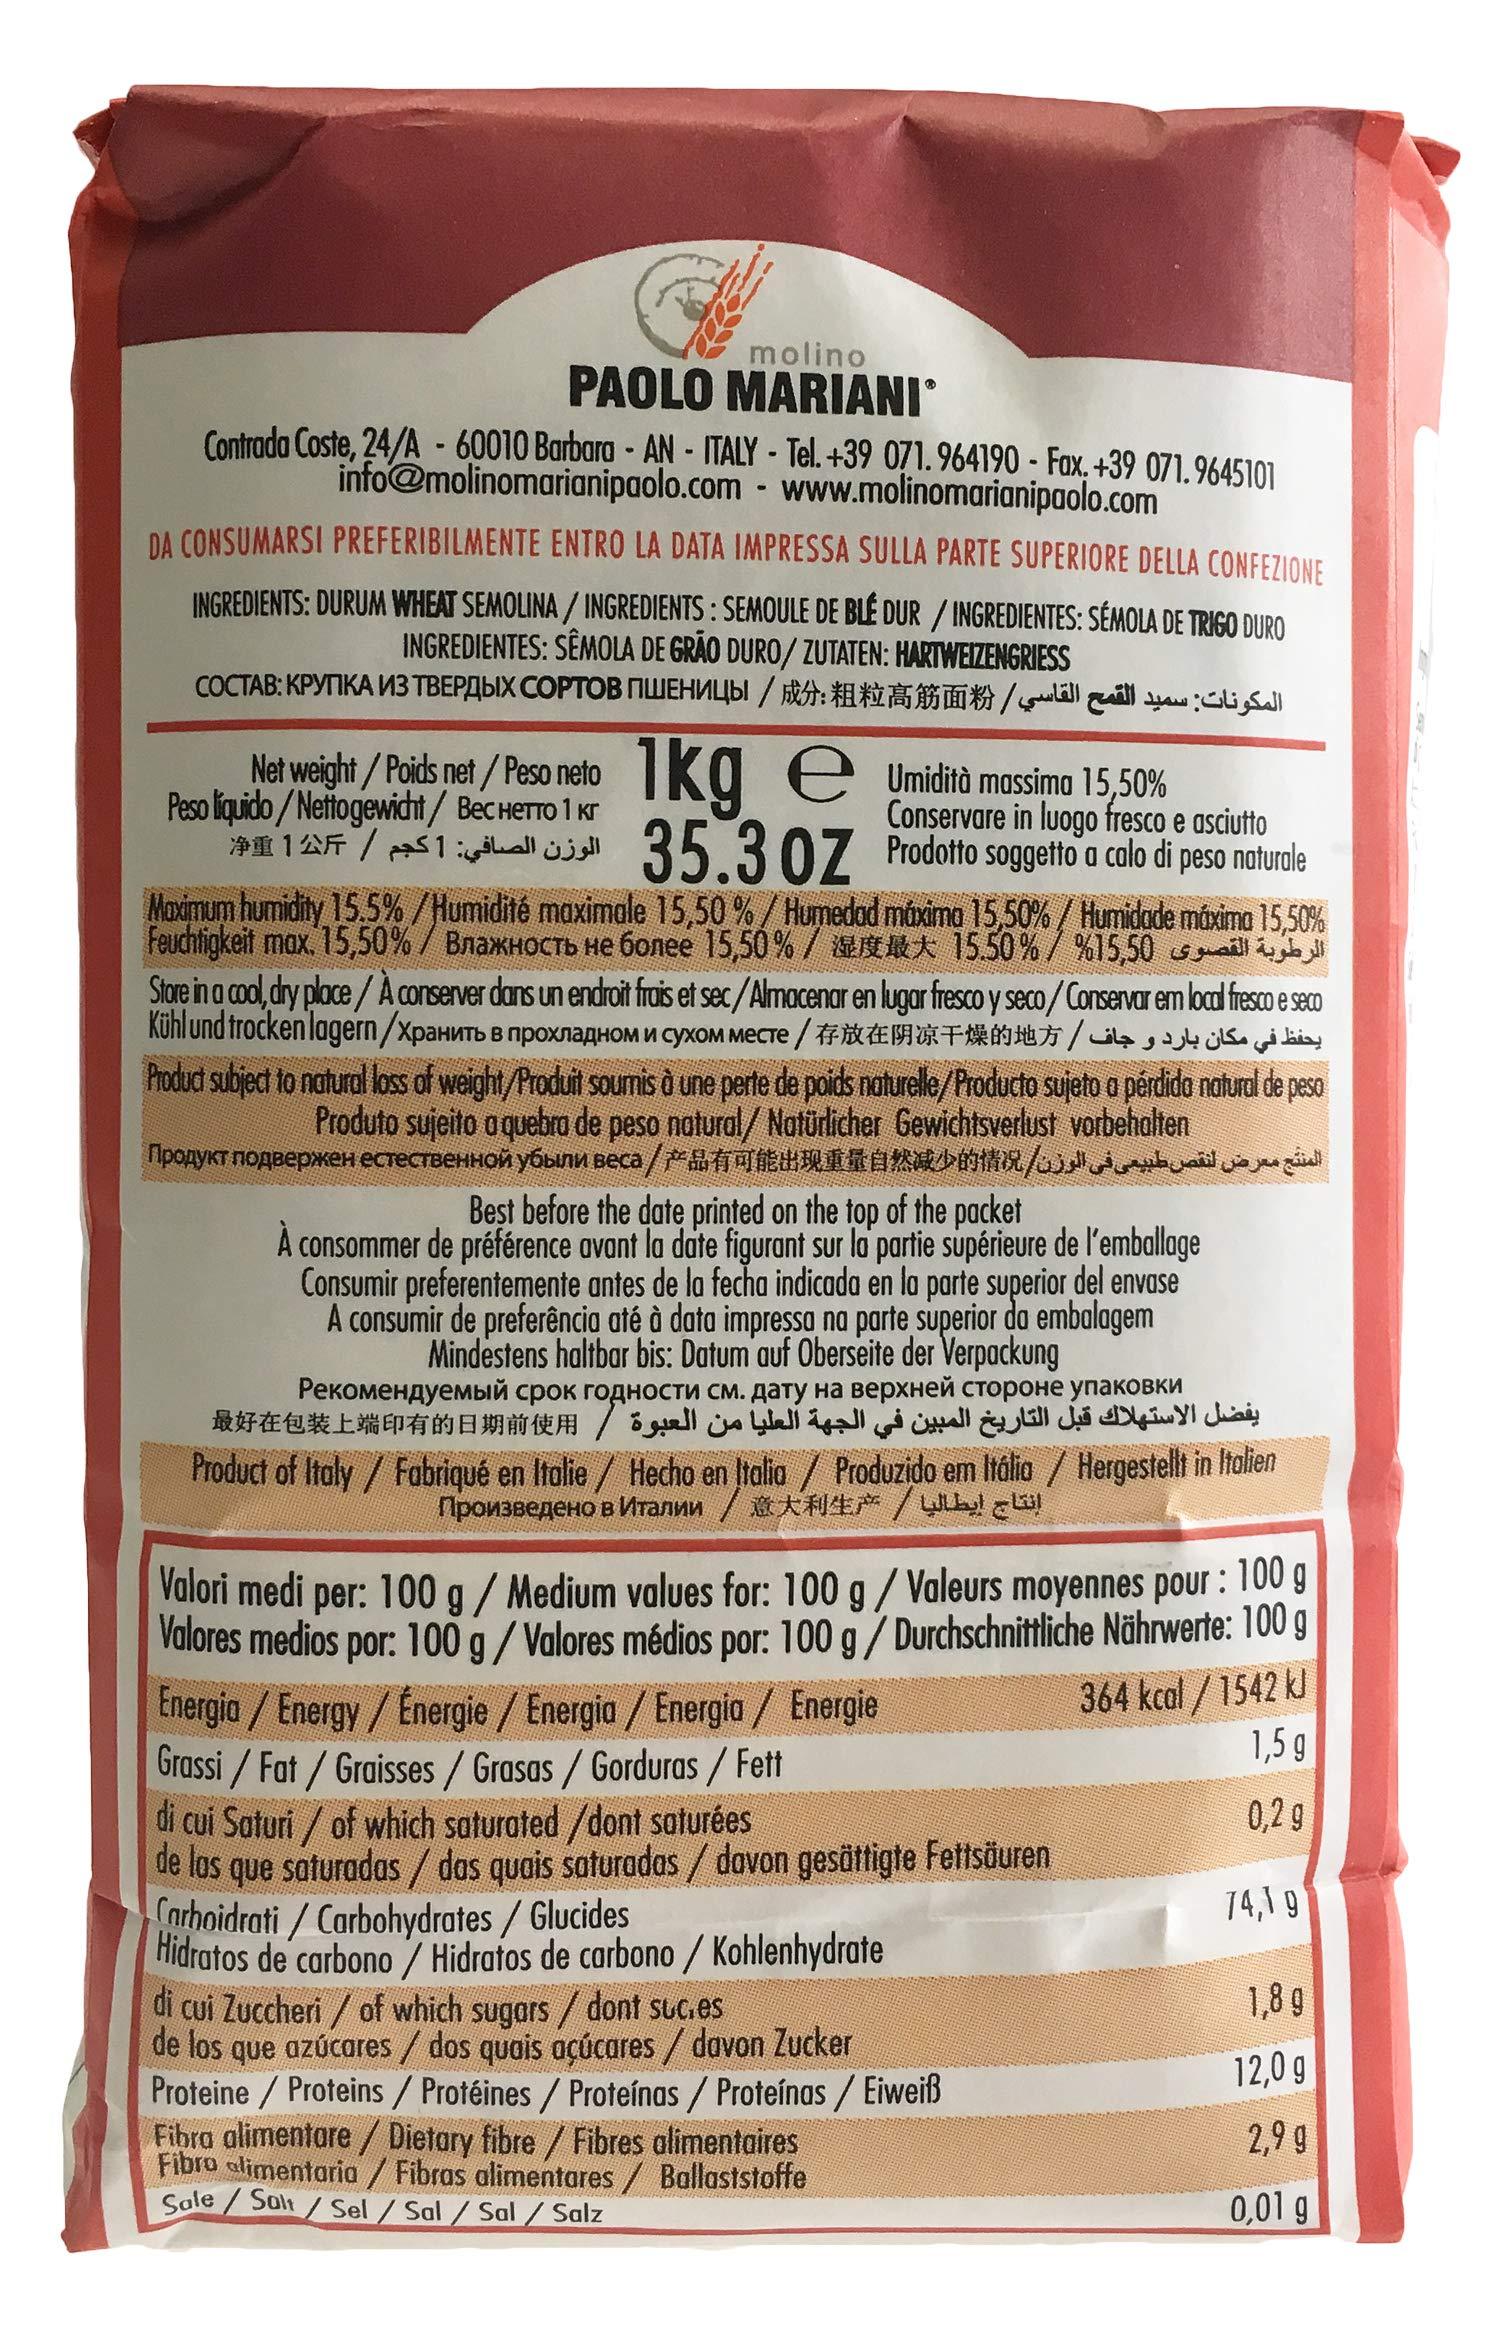 molino
PAOLO MARIANI®
Contrada Coste, 24/A - 60010 Barbara - AN - ITALY - Tel. +39 071. 964190 - Fax. +39 071. 9645101
info@molinomarianipaolo.com - www.molinomarianipaolo.com
DA CONSUMARSI PREFERIBILMENTE ENTRO LA DATA IMPRESSA SULLA PARTE SUPERIORE DELLA CONFEZIONE
INGREDIENTS: DURUM WHEAT SEMOLINA / INGREDIENTS : SEMOULE DE BLÉ DUR / INGREDIENTES: SÉMOLA DE TRIGO DURO
INGREDIENTES: SÊMOLA DE GRÃO DURO/ ZUTATEN: HARTWEIZENGRIESS
СОСТАВ: КРУПКА ИЗ ТВЕРДЫХ СОРТОВ ПШЕНИЦЫ / 成分: 粗粒高筋面粉 / المكونات: سميد القمح القاسي
Net weight / Poids net / Peso neto
Peso líquido / Nettogewicht / Вес нетто 1 кг
净重 1 公斤 / الوزن الصافي: 1 كجم
1kg e
35.3 OZ
Umidità massima 15,50%
Conservare in luogo fresco e asciutto
Prodotto soggetto a calo di peso naturale
Maximum humidity 15.5% / Humidité maximale 15,50 % / Humedad máxima 15,50% / Humidade máxima 15,50%
Feuchtigkeit max. 15,50% / Влажность не более 15,50 % / 湿度最大 15.50 % / الرطوبة القصوى 15,50%
Store in a cool, dry place / À conserver dans un endroit frais et sec / Almacenar en lugar fresco y seco / Conservar em local fresco e seco
Kühl und trocken lagern / Хранить в прохладном и сухом месте / 存放在阴凉干燥的地方 / يحفظ في مكان بارد و جاف
Product subject to natural loss of weight/Produit soumis à une perte de poids naturelle/Producto sujeto a pérdida natural de peso
Produto sujeito a quebra de peso natural/ Natürlicher Gewichtsverlust vorbehalten
Продукт подвержен естественной убыли веса / 产品有可能出现重量自然减少的情况 / المنتج معرض لنقص طبيعي في الوزن
Best before the date printed on the top of the packet
À consommer de préférence avant la date figurant sur la partie supérieure de l'emballage
Consumir preferentemente antes de la fecha indicada en la parte superior del envase
A consumir de preferência até à data impressa na parte superior da embalagem
Mindestens haltbar bis: Datum auf Oberseite der Verpackung
Рекомендуемый срок годности см. дату на верхней стороне упаковки
最好在包装上端印有的日期前使用 / يفضل الاستهلاك قبل التاريخ المبين في الجهة العليا من العبوة
Product of Italy / Fabriqué en Italie / Hecho en Italia / Produzido em Itália / Hergestellt in Italien
Произведено в Италии / 意大利生产 / إنتاج إيطاليا
Valori medi per: 100 g / Medium values for: 100 g / Valeurs moyennes pour : 100 g
Valores medios por: 100 g / Valores médios por: 100 g / Durchschnittliche Nährwerte: 100 g
Energia / Energy / Énergie / Energia / Energia / Energie 364 kcal / 1542 kJ
Grassi / Fat / Graisses / Grasas / Gorduras / Fett 1,5 g
di cui Saturi / of which saturated /dont saturées 0,2 g
de las que saturadas / das quais saturadas / davon gesättigte Fettsäuren
Carboidrati / Carbohydrates / Glucides 74,1 g
Hidratos de carbono / Hidratos de carbono / Kohlenhydrate
di cui Zuccheri / of which sugars / dont sucres 1,8 g
de los que azúcares / dos quais açúcares / davon Zucker
Proteine / Proteins / Protéines / Proteínas / Proteínas / Eiweiß 12,0 g
Fibra alimentare / Dietary fibre / Fibres alimentaires 2,9 g
Fibra alimentaria / Fibras alimentares / Ballaststoffe
Sale / Salt / Sel / Sal / Sal / Salz 0,01 g